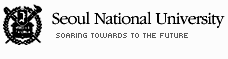 Seoul National University
SOARING TOWARDS TO THE FUTURE